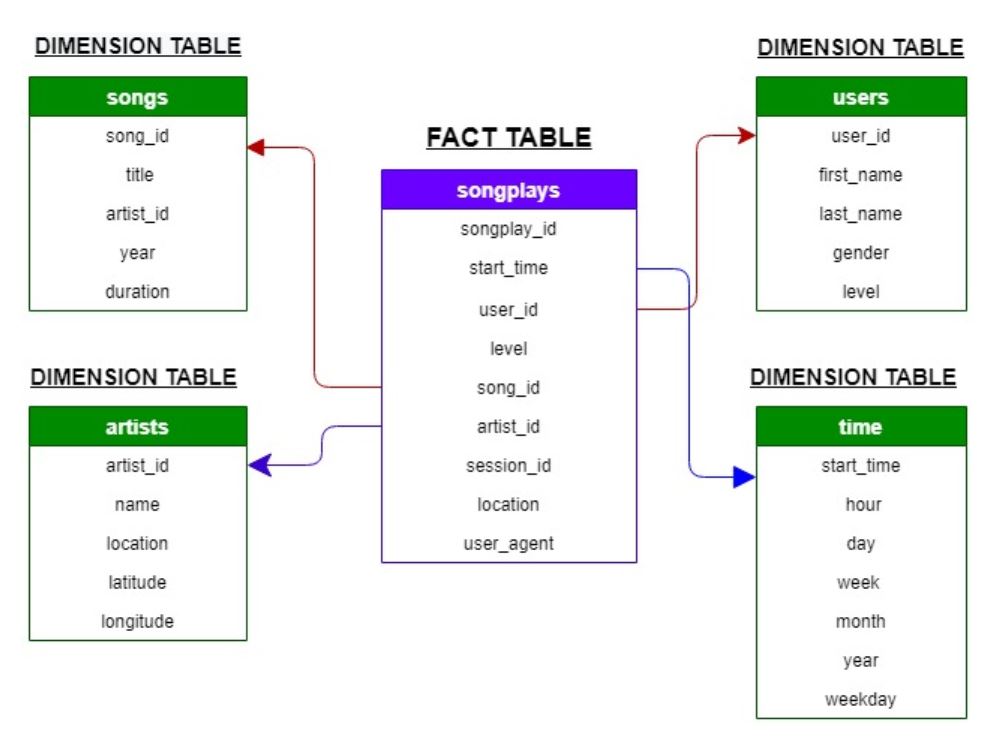 DIMENSION TABLE
songs
song_id
title
artist_id
year
duration
DIMENSION TABLE
artists
artist_id
name
location
latitude
longitude
FACT TABLE
songplays
songplay_id
start_time
user_id
level
song_id
artist_id
session_id
location
user_agent
DIMENSION TABLE
users
user_id
first_name
last_name
gender
level
DIMENSION TABLE
time
start_time
hour
day
week
month
year
weekday